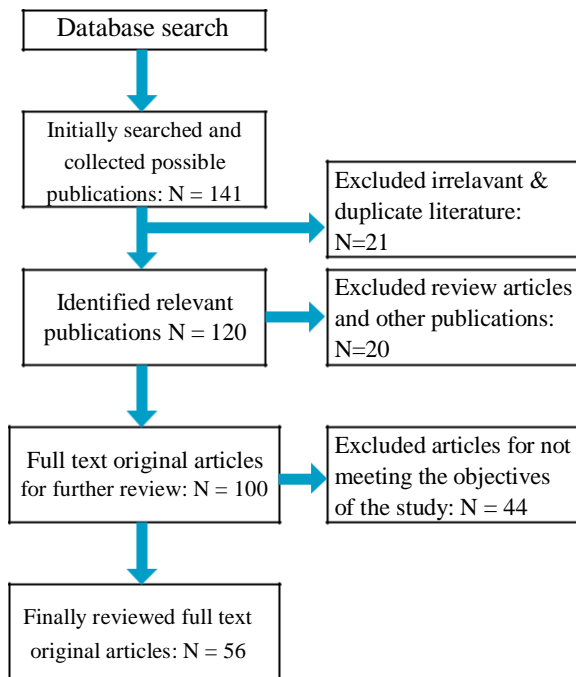 Database search
Initially searched and
collected possible
publications: N = 141
Excluded irrelavant &
duplicate literature:
N=21
Identified relevant
publications N = 120
Excluded review articles
and other publications:
N=20
Full text original articles
for further review: N = 100
Excluded articles for not
meeting the objectives
of the study: N = 44
Finally reviewed full text
original articles: N = 56